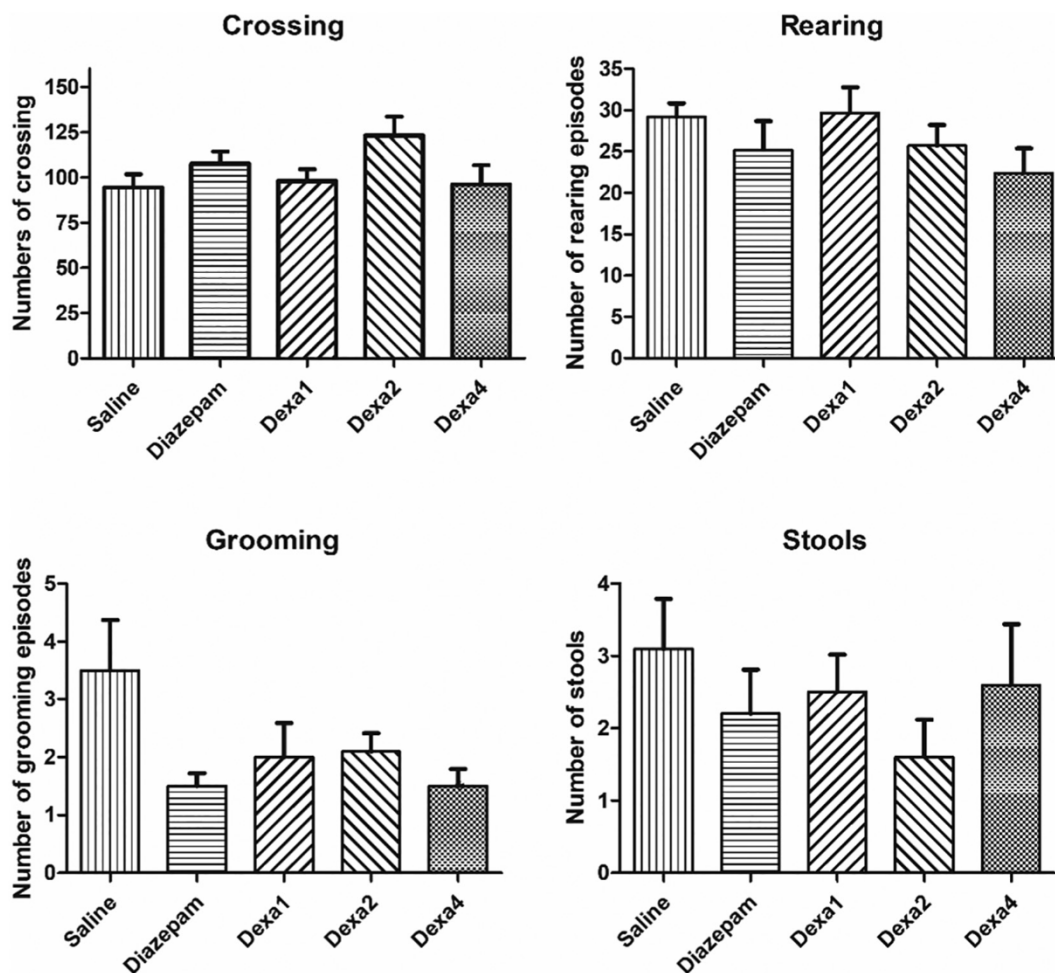 Crossing
Numbers of crossing
150
125
100
75
50
25
0
Saline
Diazepam
Dexa1
Dexa2
Dexa4
Rearing
Number of rearing episodes
35
30
25
20
15
10
5
0
Saline
Diazepam
Dexa1
Dexa2
Dexa4
Grooming
Number of grooming episodes
5
4
3
2
1
0
Saline
Diazepam
Dexa1
Dexa2
Dexa4
Stools
Number of stools
4
3
2
1
0
Saline
Diazepam
Dexa1
Dexa2
Dexa4